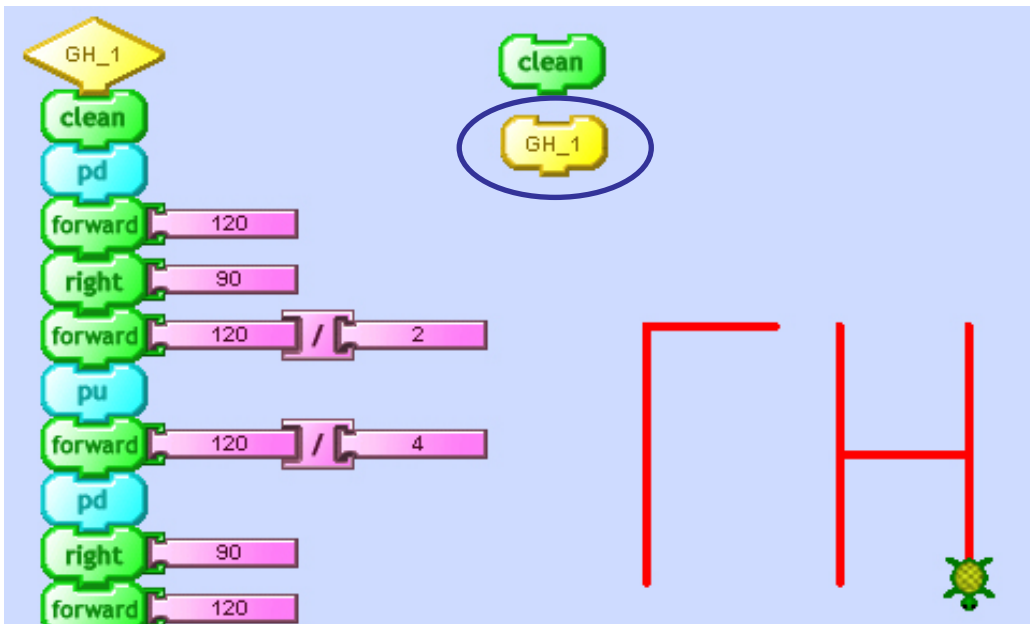 GH_1
clean
pd
forward 120
right 90
forward 120 / 2
pu
forward 120 / 4
pd
right 90
forward 120
clean
GH_1
ГН